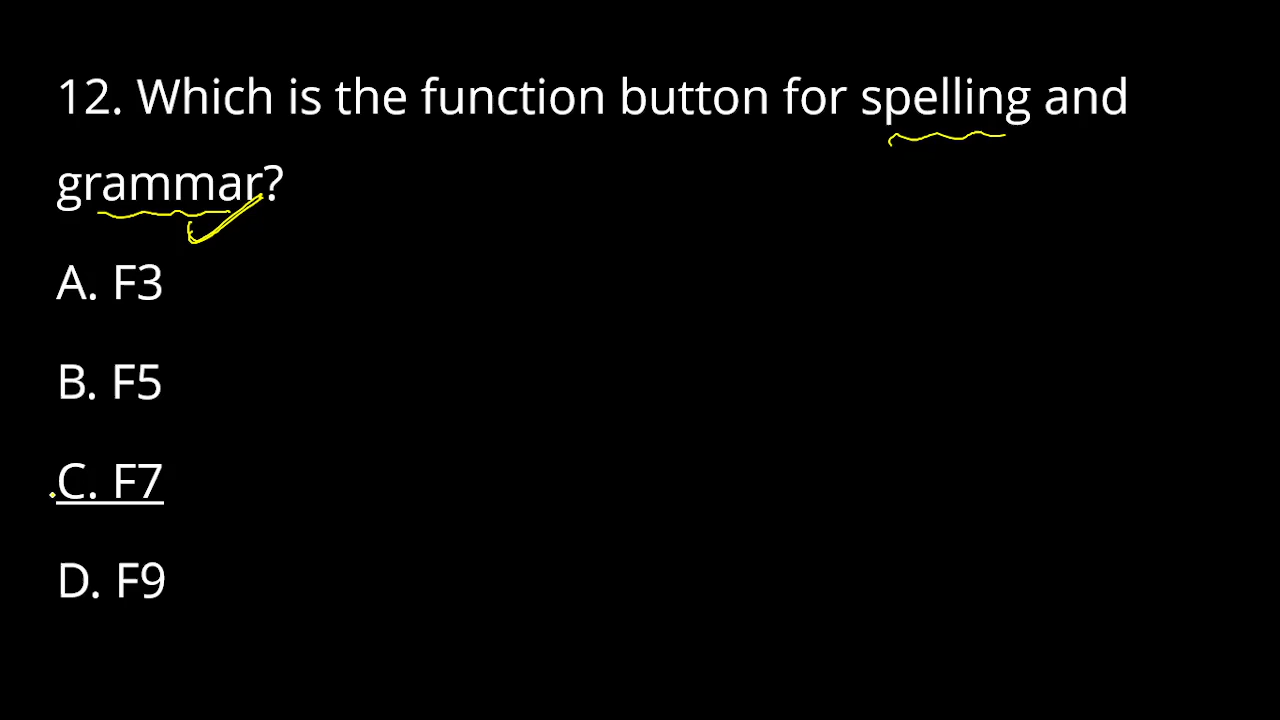 12. Which is the function button for spelling and
grammar?
A. F3
B. F5
C. F7
D. F9